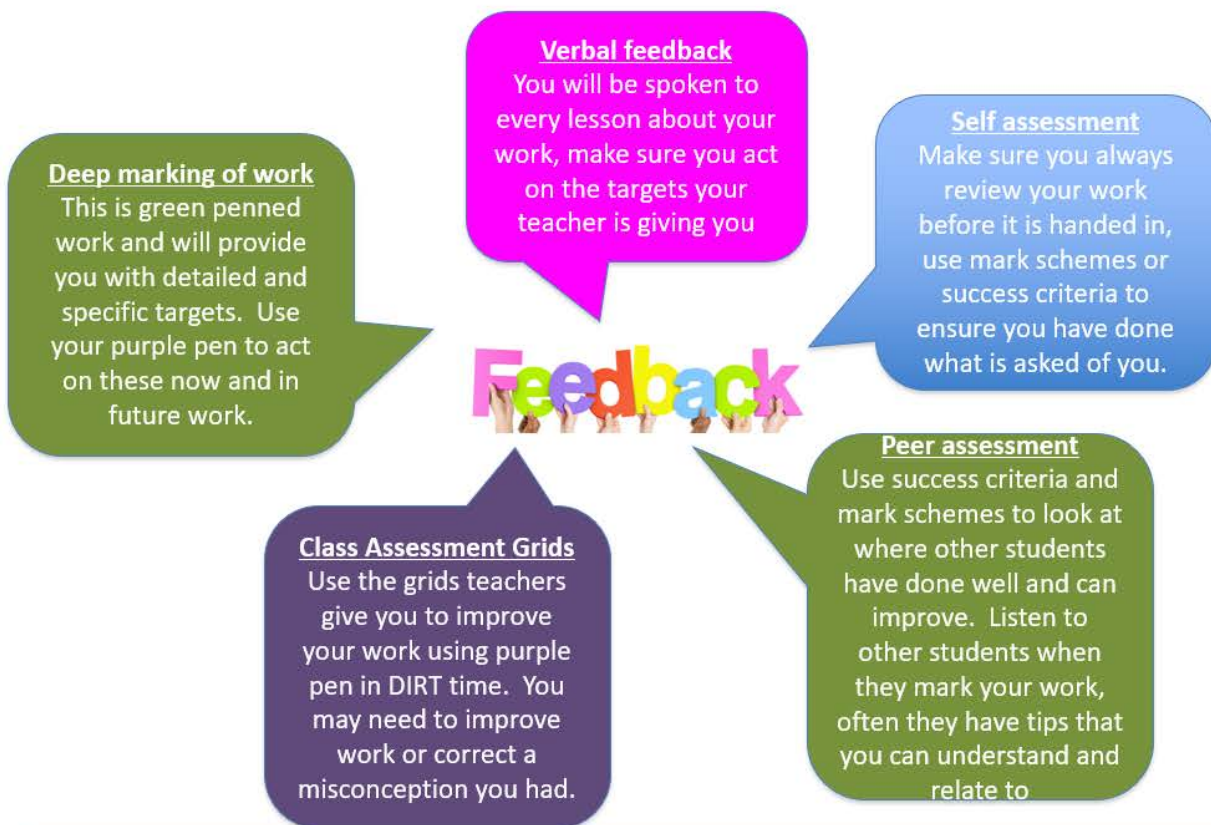 Verbal feedback
You will be spoken to
every lesson about your
work, make sure you act
on the targets your
teacher is giving you
Self assessment
Make sure you always
review your work
before it is handed in,
use mark schemes or
success criteria to
ensure you have done
what is asked of you.
Deep marking of work
This is green penned
work and will provide
you with detailed and
specific targets.  Use
your purple pen to act
on these now and in
future work.
Feedback
Class Assessment Grids
Use the grids teachers
give you to improve
your work using purple
pen in DIRT time.  You
may need to improve
work or correct a
misconception you had.
Peer assessment
Use success criteria and
mark schemes to look at
where other students
have done well and can
improve.  Listen to
other students when
they mark your work,
often they have tips that
you can understand and
relate to